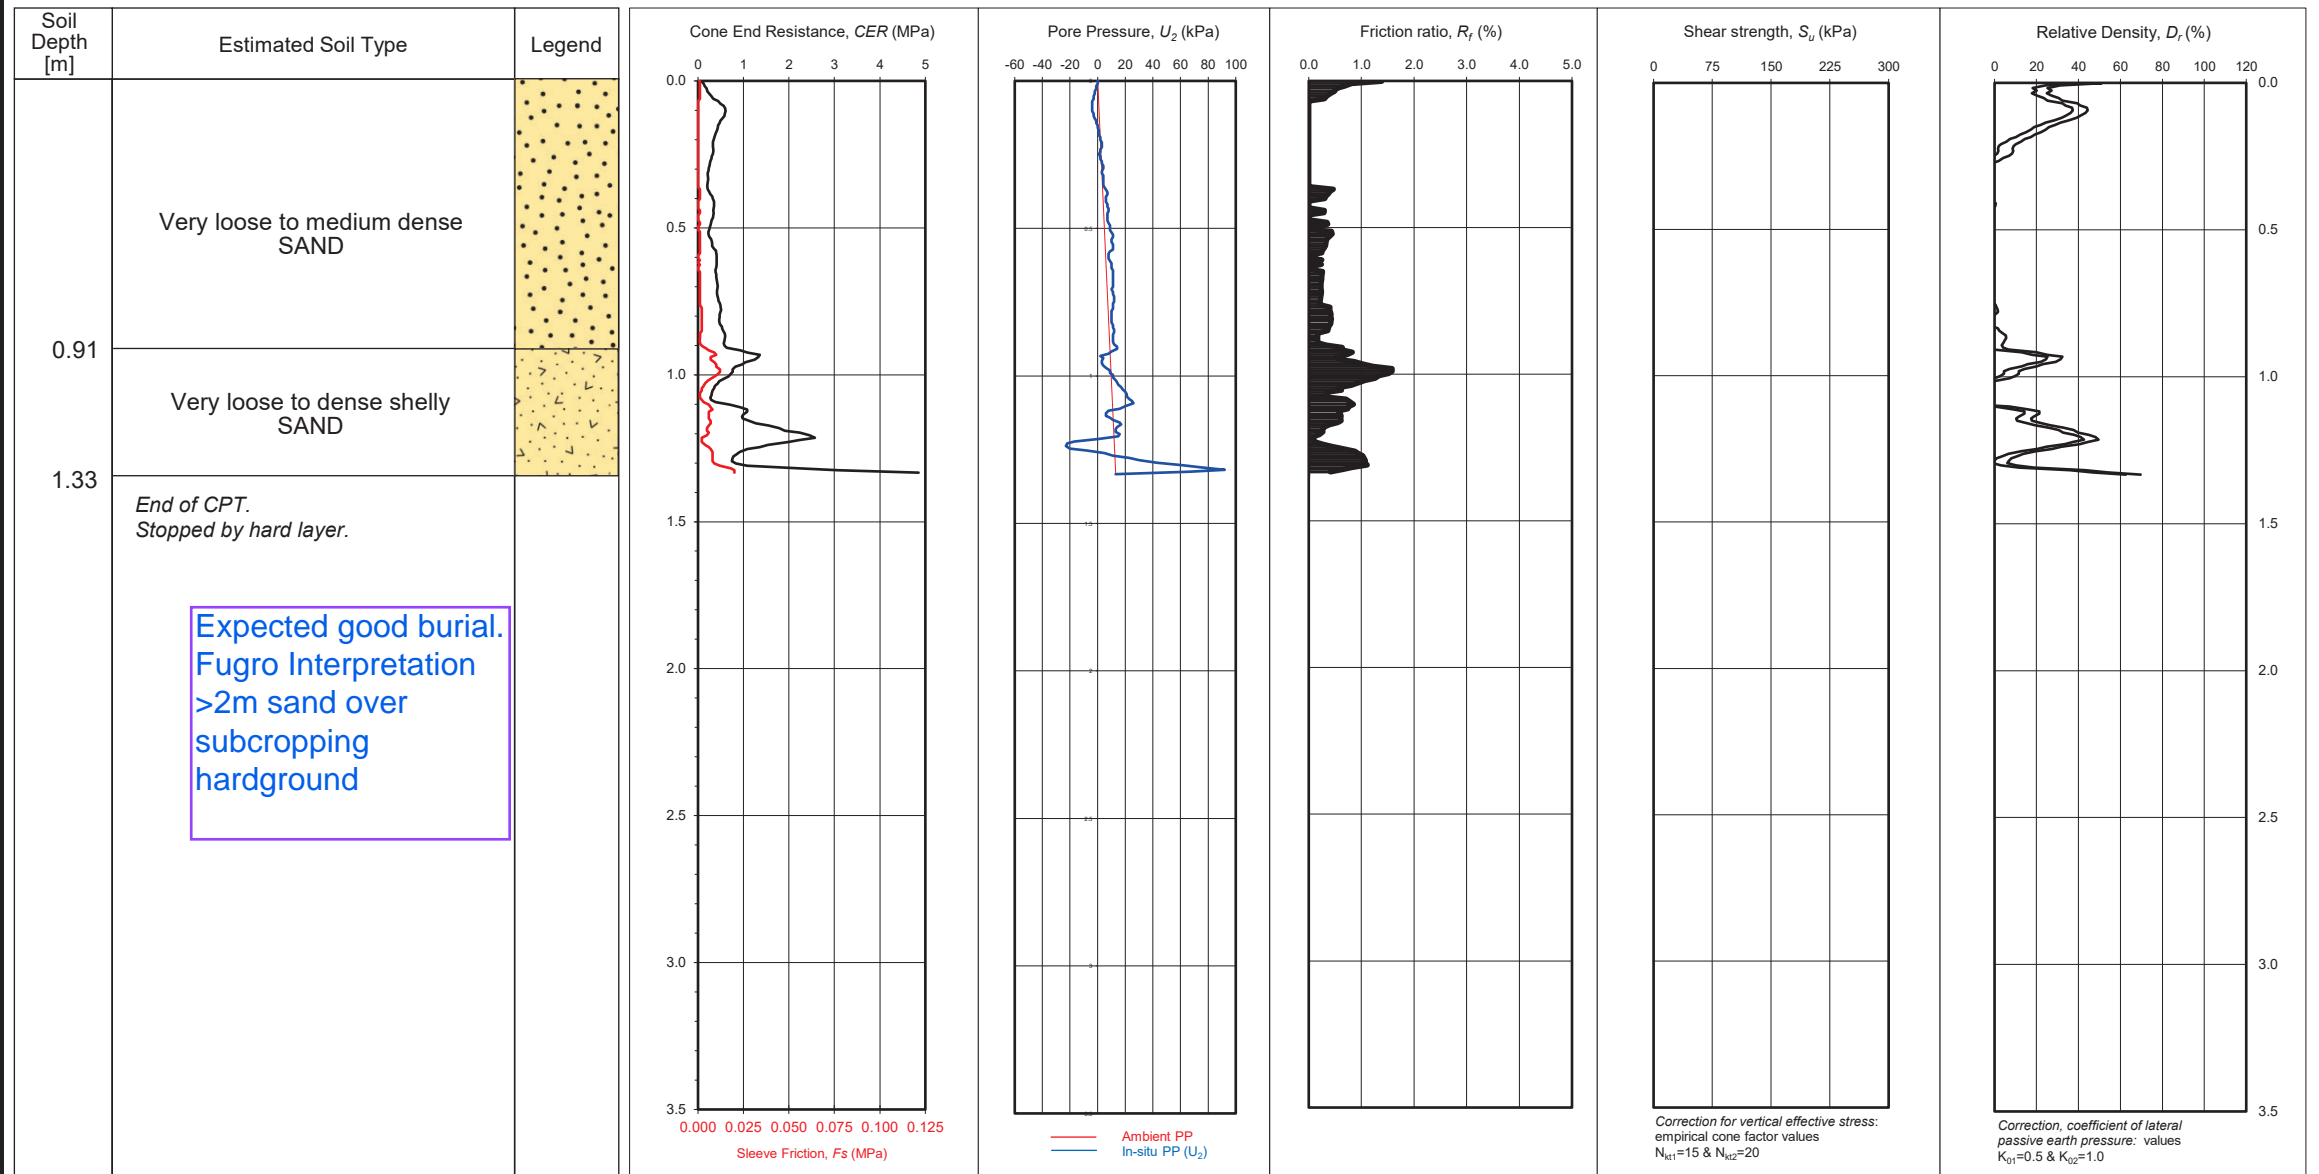 Soil
Depth
[m]
Estimated Soil Type
Legend
Very loose to medium dense
SAND
0.91
Very loose to dense shelly
SAND
1.33
End of CPT.
Stopped by hard layer.
Expected good burial.
Fugro Interpretation
>2m sand over
subcropping
hardground
Cone End Resistance, CER (MPa)
0 1 2 3 4 5
0.0
0.5
1.0
1.5
2.0
2.5
3.0
3.5
0.000 0.025 0.050 0.075 0.100 0.125
Sleeve Friction, Fs (MPa)
Pore Pressure, U2 (kPa)
-60 -40 -20 0 20 40 60 80 100
0.5
1
1.5
2
2.5
3
Ambient PP
In-situ PP (U2)
Friction ratio, Rf (%)
0.0 1.0 2.0 3.0 4.0 5.0
Shear strength, Su (kPa)
0 75 150 225 300
Correction for vertical effective stress:
empirical cone factor values
Nkt1=15 & Nkt2=20
Relative Density, Dr (%)
0 20 40 60 80 100 120
0.0
0.5
1.0
1.5
2.0
2.5
3.0
3.5
Correction, coefficient of lateral
passive earth pressure: values
K01=0.5 & K02=1.0